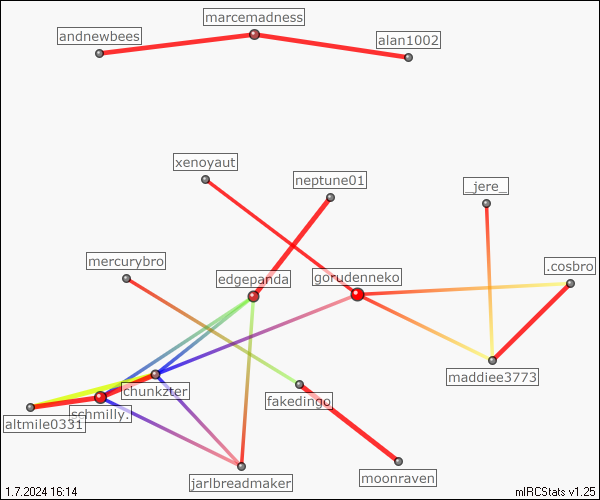 marcemadness
andnewbees
alan1002
xenoyaut
neptune01
_jere_
mercurybro
edgepanda
gorudenneko
.cosbro
maddiee3773
chunkzter
fakedingo
schmilly.
altmile0331
moonraven
jarlbreadmaker
1.7.2024 16:14
mIRCStats v1.25